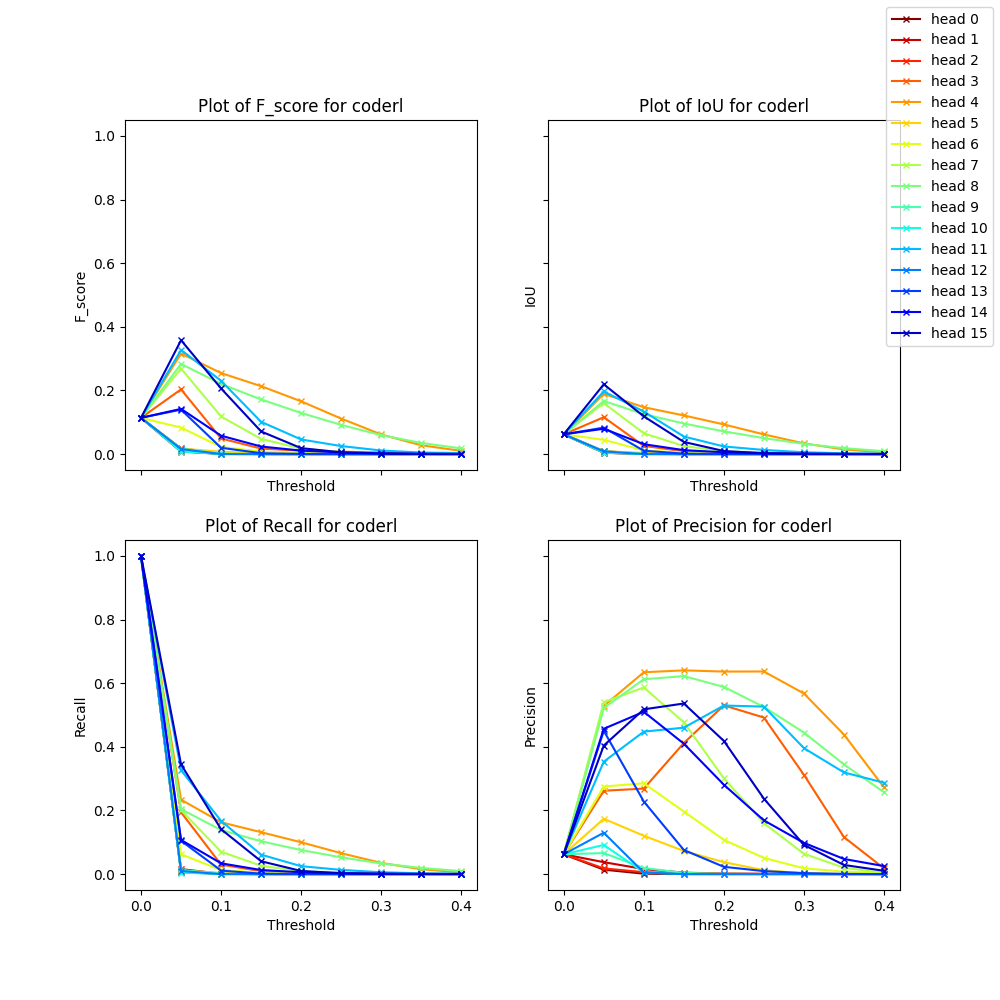 head 0
head 1
head 2
head 3
head 4
head 5
head 6
head 7
head 8
head 9
head 10
head 11
head 12
head 13
head 14
head 15
Plot of F_score for coderl
1.0
0.8
0.6
0.4
0.2
0.0
F_score
Threshold
Plot of IoU for coderl
IoU
Threshold
Plot of Recall for coderl
1.0
0.8
0.6
0.4
0.2
0.0
Recall
0.0 0.1 0.2 0.3 0.4
Threshold
Plot of Precision for coderl
Precision
0.0 0.1 0.2 0.3 0.4
Threshold